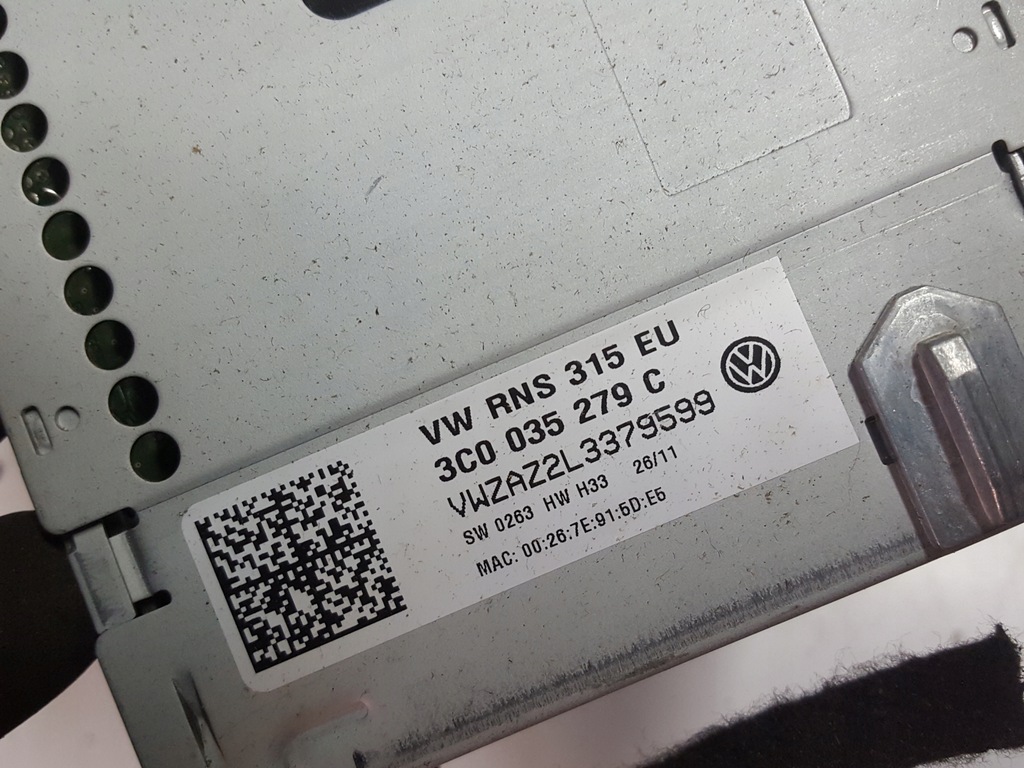 VW RNS 315 EU
3C0 035 279 C
VWZAZ2L3379599
SW 0263 HW H33 26/11
MAC: 00:26:7E:91:5D:E5